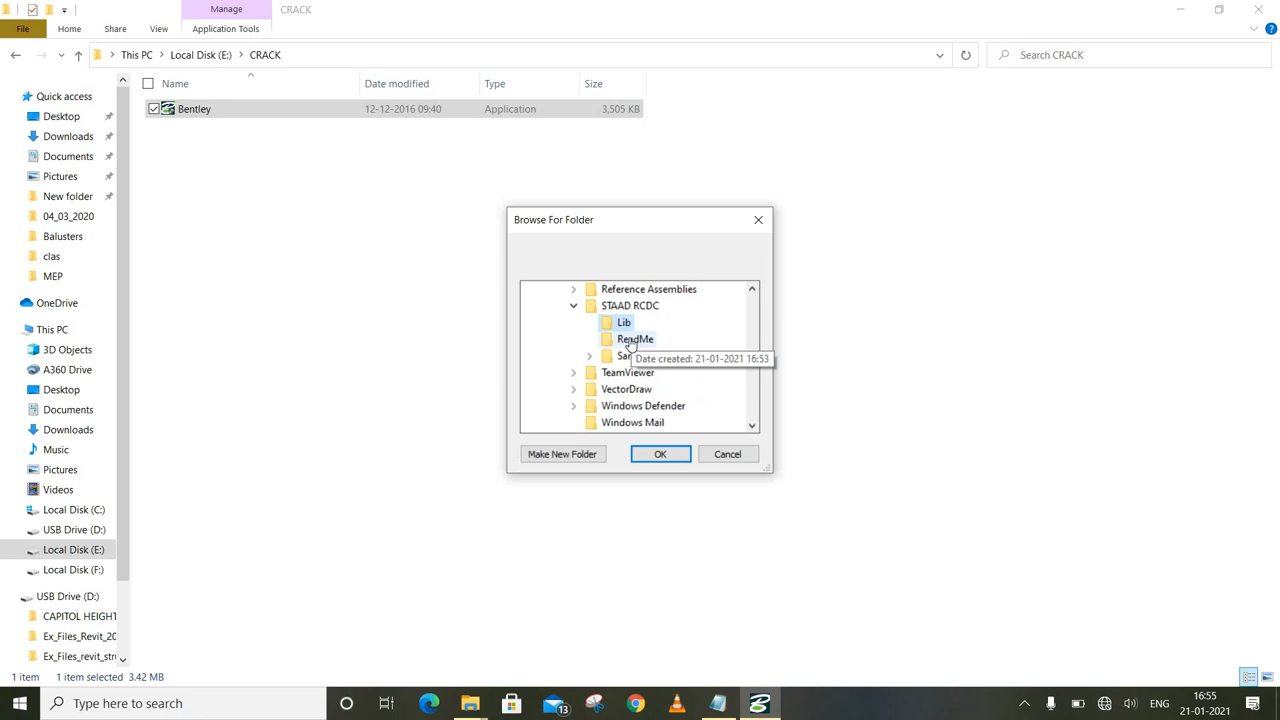 Manage
CRACK
File
Home
Share
View
Application Tools
This PC
Local Disk (E:)
CRACK
Search CRACK
Name
Date modified
Type
Size
Bentley
12-12-2016 09:40
Application
3,505 KB
Quick access
Desktop
Downloads
Documents
Pictures
New folder
04_03_2020
Balusters
clas
MEP
OneDrive
This PC
3D Objects
A360 Drive
Desktop
Documents
Downloads
Music
Pictures
Videos
Local Disk (C:)
USB Drive (D:)
Local Disk (E:)
Local Disk (F:)
USB Drive (D:)
CAPITOL HEIGHT
Ex_Files_Revit_20
Ex_Files_revit_stru
Browse For Folder
Reference Assemblies
STAAD RCDC
Lib
ReadMe
Sa
Date created: 21-01-2021 16:53
TeamViewer
VectorDraw
Windows Defender
Windows Mail
Make New Folder
OK
Cancel
1 item
1 item selected 3.42 MB
Type here to search
13
ENG
16:55
21-01-2021